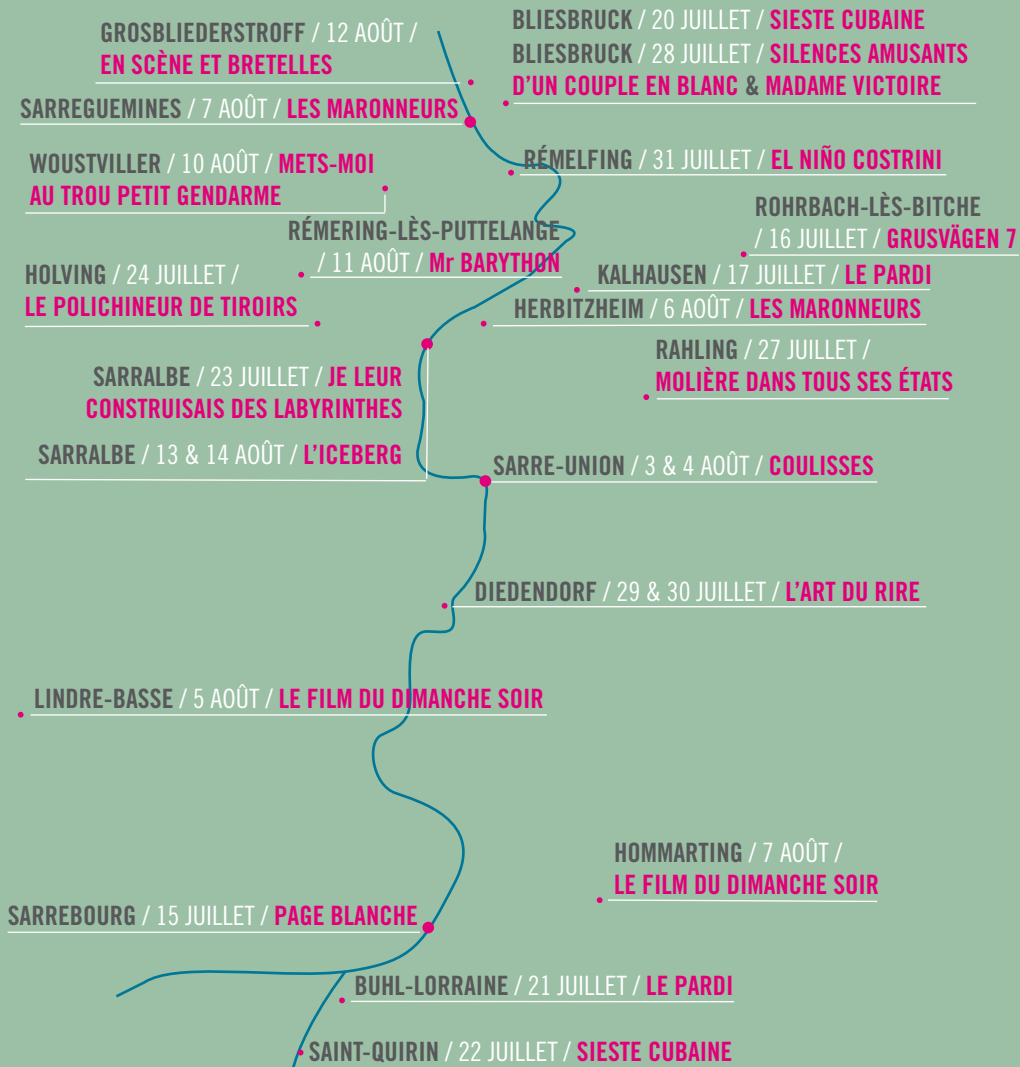 GROSBLIEDERSTROFF / 12 AOÛT /
EN SCÈNE ET BRETELLES
BLIESBRUCK / 20 JUILLET / SIESTE CUBAINE
BLIESBRUCK / 28 JUILLET / SILENCES AMUSANTS
D'UN COUPLE EN BLANC & MADAME VICTOIRE
SARREGUEMINES / 7 AOÛT / LES MARONNEURS
WOUSTVILLER / 10 AOÛT / METS-MOI
AU TROU PETIT GENDARME
RÉMELFING / 31 JUILLET / EL NIÑO COSTRINI
ROHRBACH-LÈS-BITCHE
/ 16 JUILLET / GRUSVÄGEN 7
RÉMERING-LÈS-PUTTELANGE
/ 11 AOÛT / Mr BARYTHON
HOLVING / 24 JUILLET /
LE POLICHINEUR DE TIROIRS
KALHAUSEN / 17 JUILLET / LE PARDI
HERBITZHEIM / 6 AOÛT / LES MARONNEURS
RAHLING / 27 JUILLET /
MOLIÈRE DANS TOUS SES ÉTATS
SARRALBE / 23 JUILLET / JE LEUR
CONSTRUISAIS DES LABYRINTHES
SARRALBE / 13 & 14 AOÛT / L'ICEBERG
SARRE-UNION / 3 & 4 AOÛT / COULISSES
DIEDENDORF / 29 & 30 JUILLET / L'ART DU RIRE
LINDRE-BASSE / 5 AOÛT / LE FILM DU DIMANCHE SOIR
HOMMARTING / 7 AOÛT /
LE FILM DU DIMANCHE SOIR
SARREBOURG / 15 JUILLET / PAGE BLANCHE
BUHL-LORRAINE / 21 JUILLET / LE PARDI
SAINT-QUIRIN / 22 JUILLET / SIESTE CUBAINE